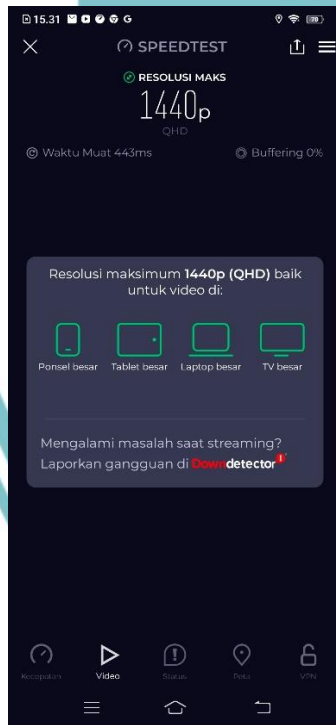 15.31
SPEEDTEST
RESOLUSI MAKS
1440p
QHD
Waktu Muat 443ms
Buffering 0%
Resolusi maksimum 1440p (QHD) baik
untuk video di:
Ponsel besar Tablet besar Laptop besar TV besar
Mengalami masalah saat streaming?
Laporkan gangguan di Downdetector
Kecepatan Video Status Peta VPN